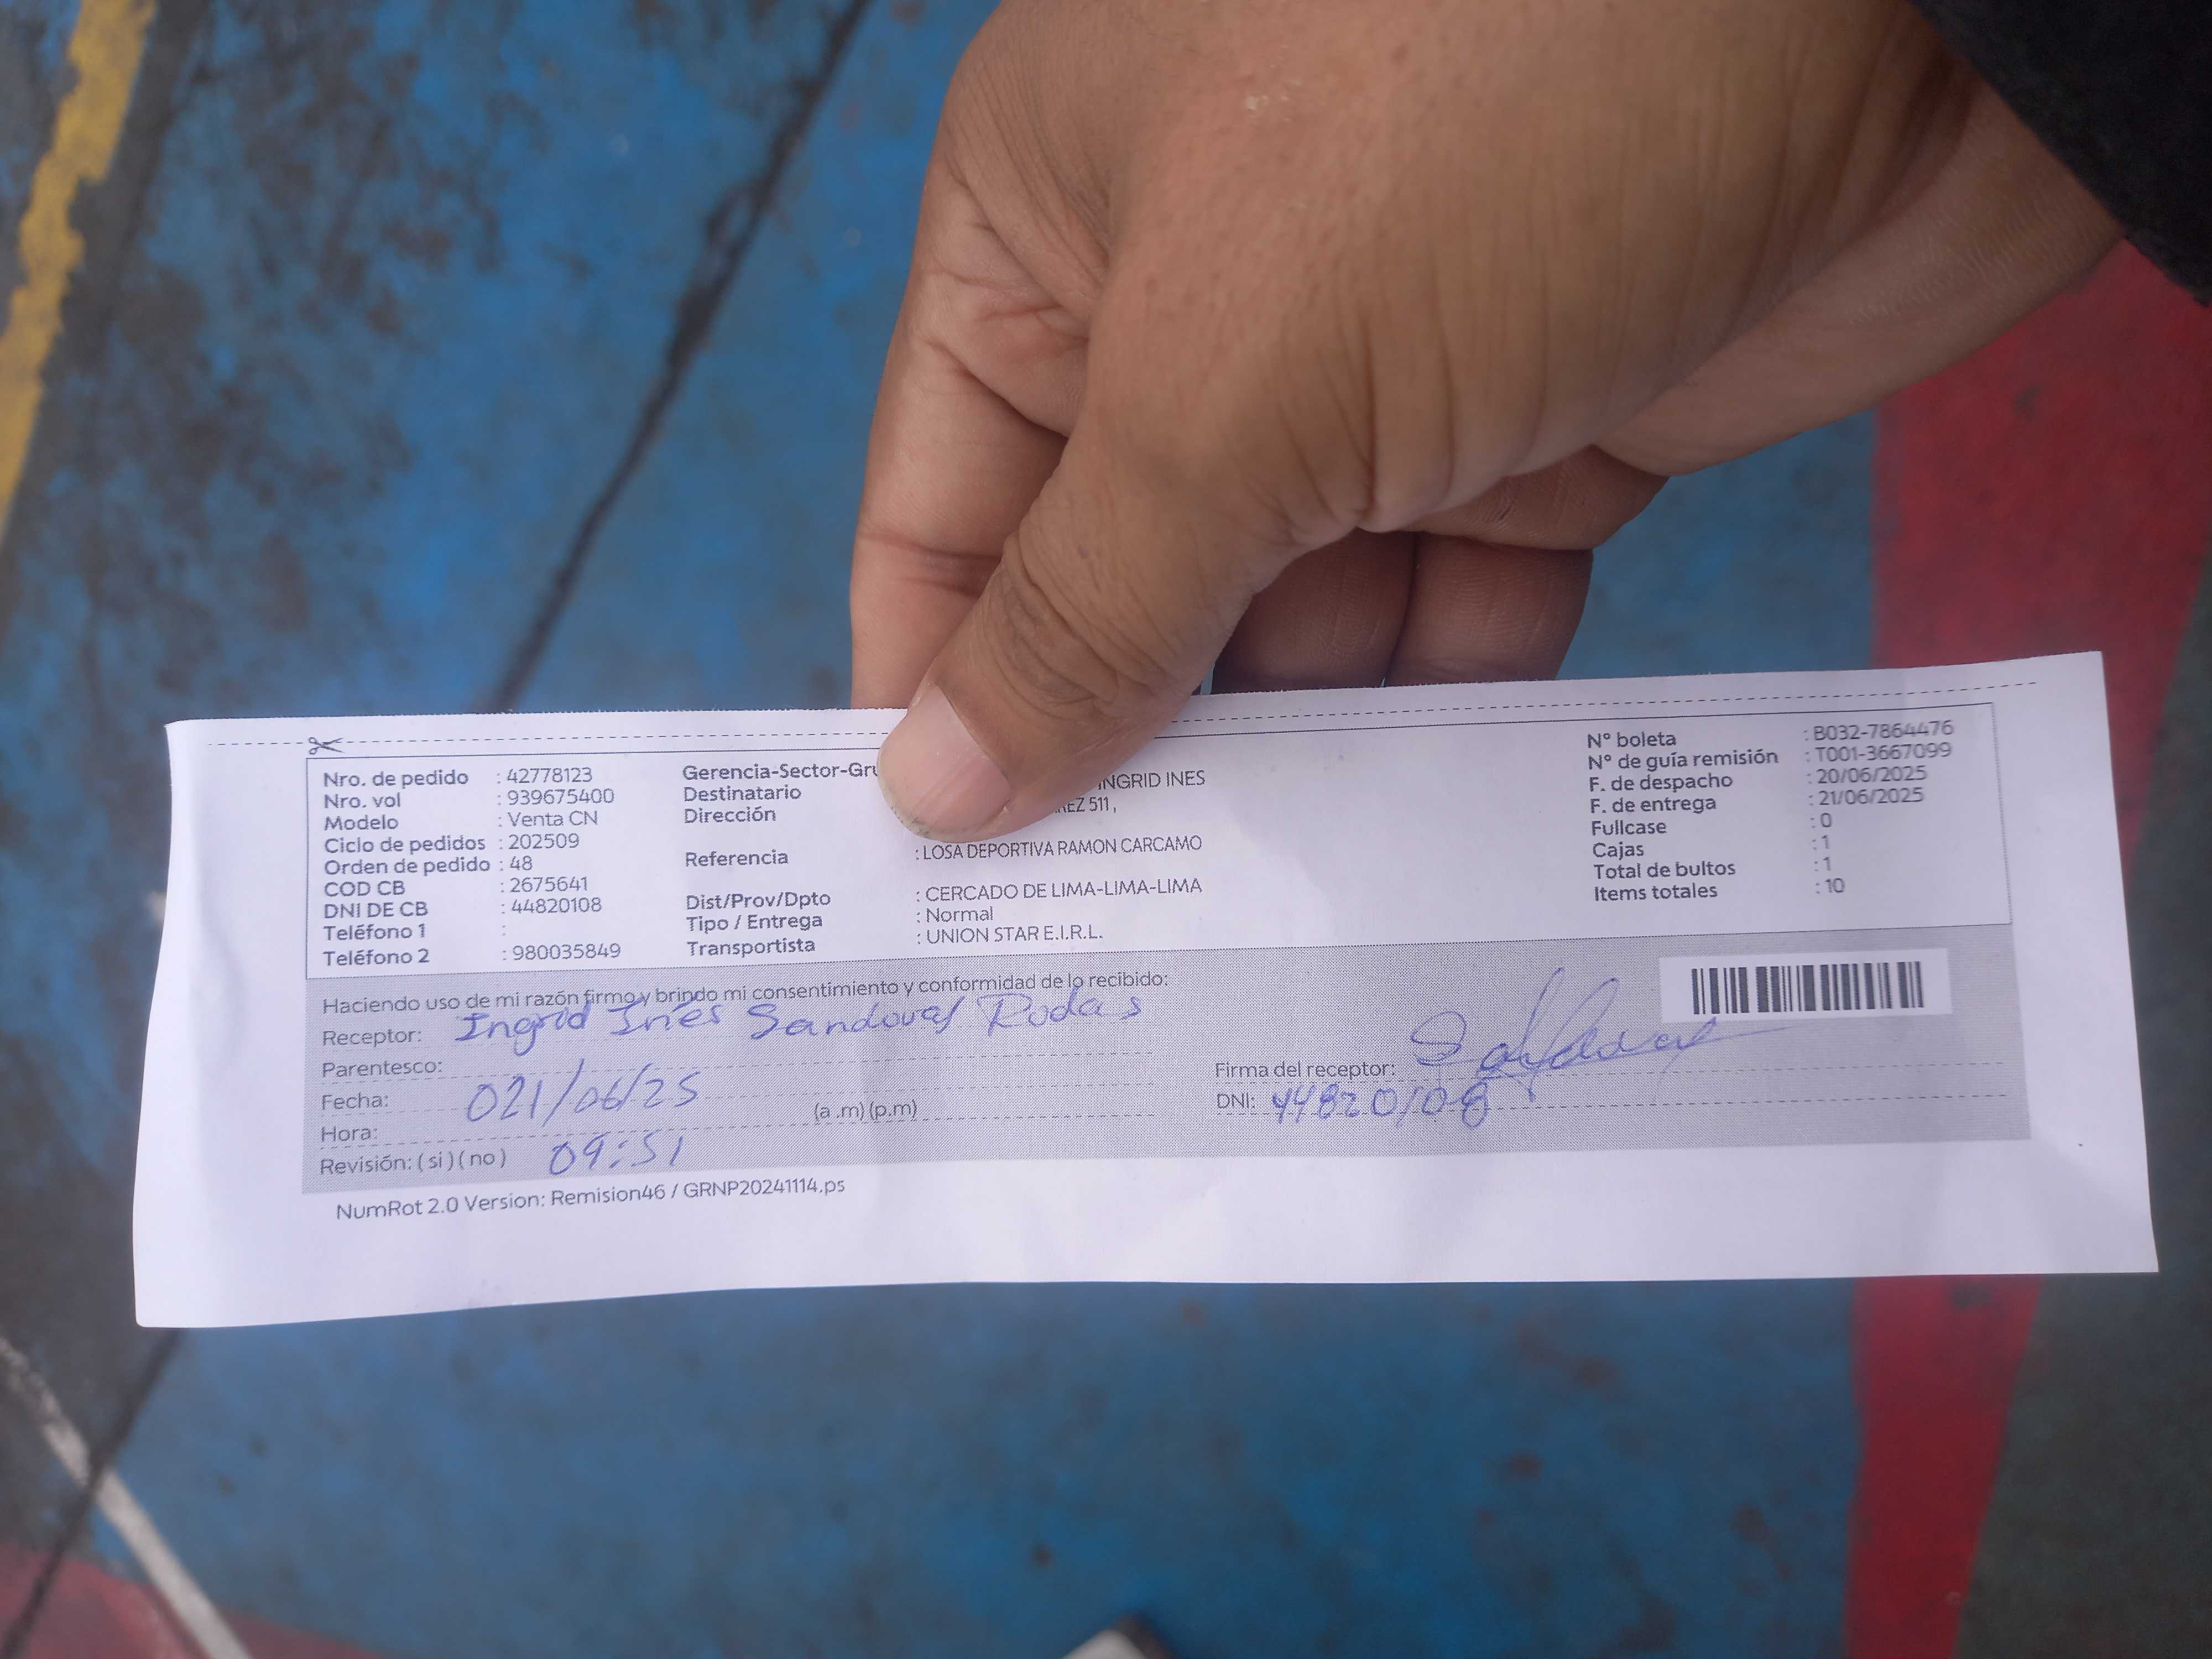 Nro. de pedido : 42778123
Nro. vol : 939675400
Modelo : Venta CN
Ciclo de pedidos : 202509
Orden de pedido : 48
COD CB : 2675641
DNI DE CB : 44820108
Teléfono 1 :
Teléfono 2 : 980035849
Gerencia-Sector-Gru
Destinatario INGRID INES
Dirección REZ 511 ,
Referencia : LOSA DEPORTIVA RAMON CARCAMO
Dist/Prov/Dpto : CERCADO DE LIMA-LIMA-LIMA
Tipo / Entrega : Normal
Transportista : UNION STAR E.I.R.L.
Nº boleta : B032-7864476
Nº de guía remisión : T001-3667099
F. de despacho : 20/06/2025
F. de entrega : 21/06/2025
Fullcase : 0
Cajas : 1
Total de bultos : 1
Items totales : 10
Haciendo uso de mi razón firmo y brindo mi consentimiento y conformidad de lo recibido:
Receptor: Ingrid Inés Sandoval Rodas
Parentesco:
Fecha: 021/06/25
Hora: (a .m) (p.m)
Revisión: ( si ) ( no ) 09:51
Firma del receptor: Sandoval
DNI: 44820108
NumRot 2.0 Version: Remision46 / GRNP20241114.ps